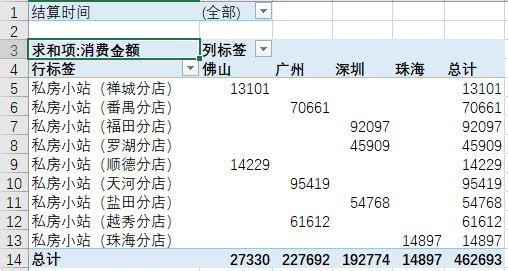 1 结算时间 (全部)
2
3 求和项:消费金额 列标签
4 行标签 佛山 广州 深圳 珠海 总计
5 私房小站（禅城分店） 13101 13101
6 私房小站（番禺分店） 70661 70661
7 私房小站（福田分店） 92097 92097
8 私房小站（罗湖分店） 45909 45909
9 私房小站（顺德分店） 14229 14229
10 私房小站（天河分店） 95419 95419
11 私房小站（盐田分店） 54768 54768
12 私房小站（越秀分店） 61612 61612
13 私房小站（珠海分店） 14897 14897
14 总计 27330 227692 192774 14897 462693